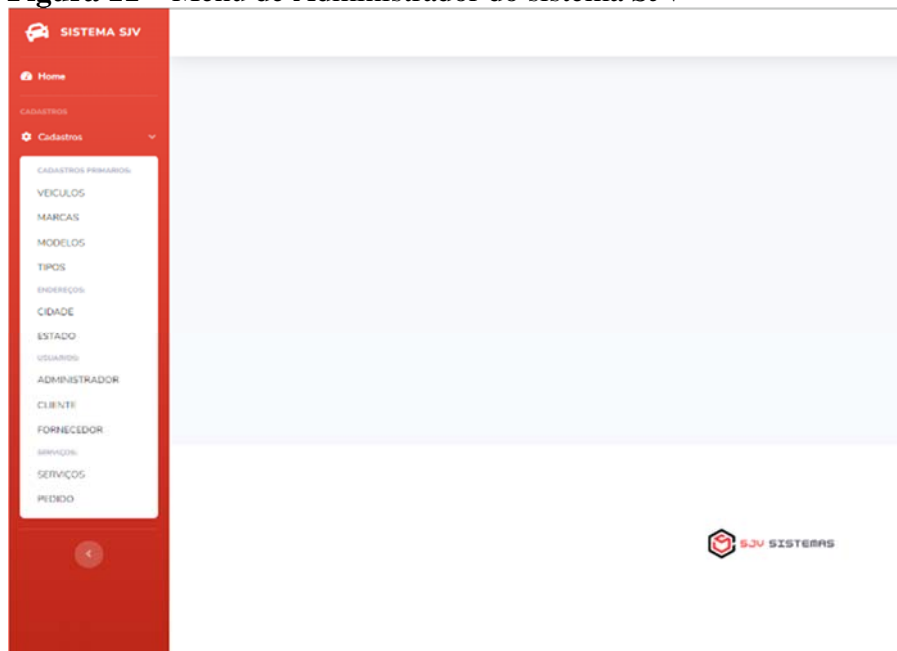 Menu de Administrador do sistema SJV
SISTEMA SJV
Home
CADASTROS
Cadastros
CADASTROS PRIMARIOS:
VEICULOS
MARCAS
MODELOS
TIPOS
ENDEREÇOS:
CIDADE
ESTADO
USUARIOS:
ADMINISTRADOR
CLIENTE
FORNECEDOR
SERVIÇOS:
SERVIÇOS
PEDIDO
SJV SISTEMAS